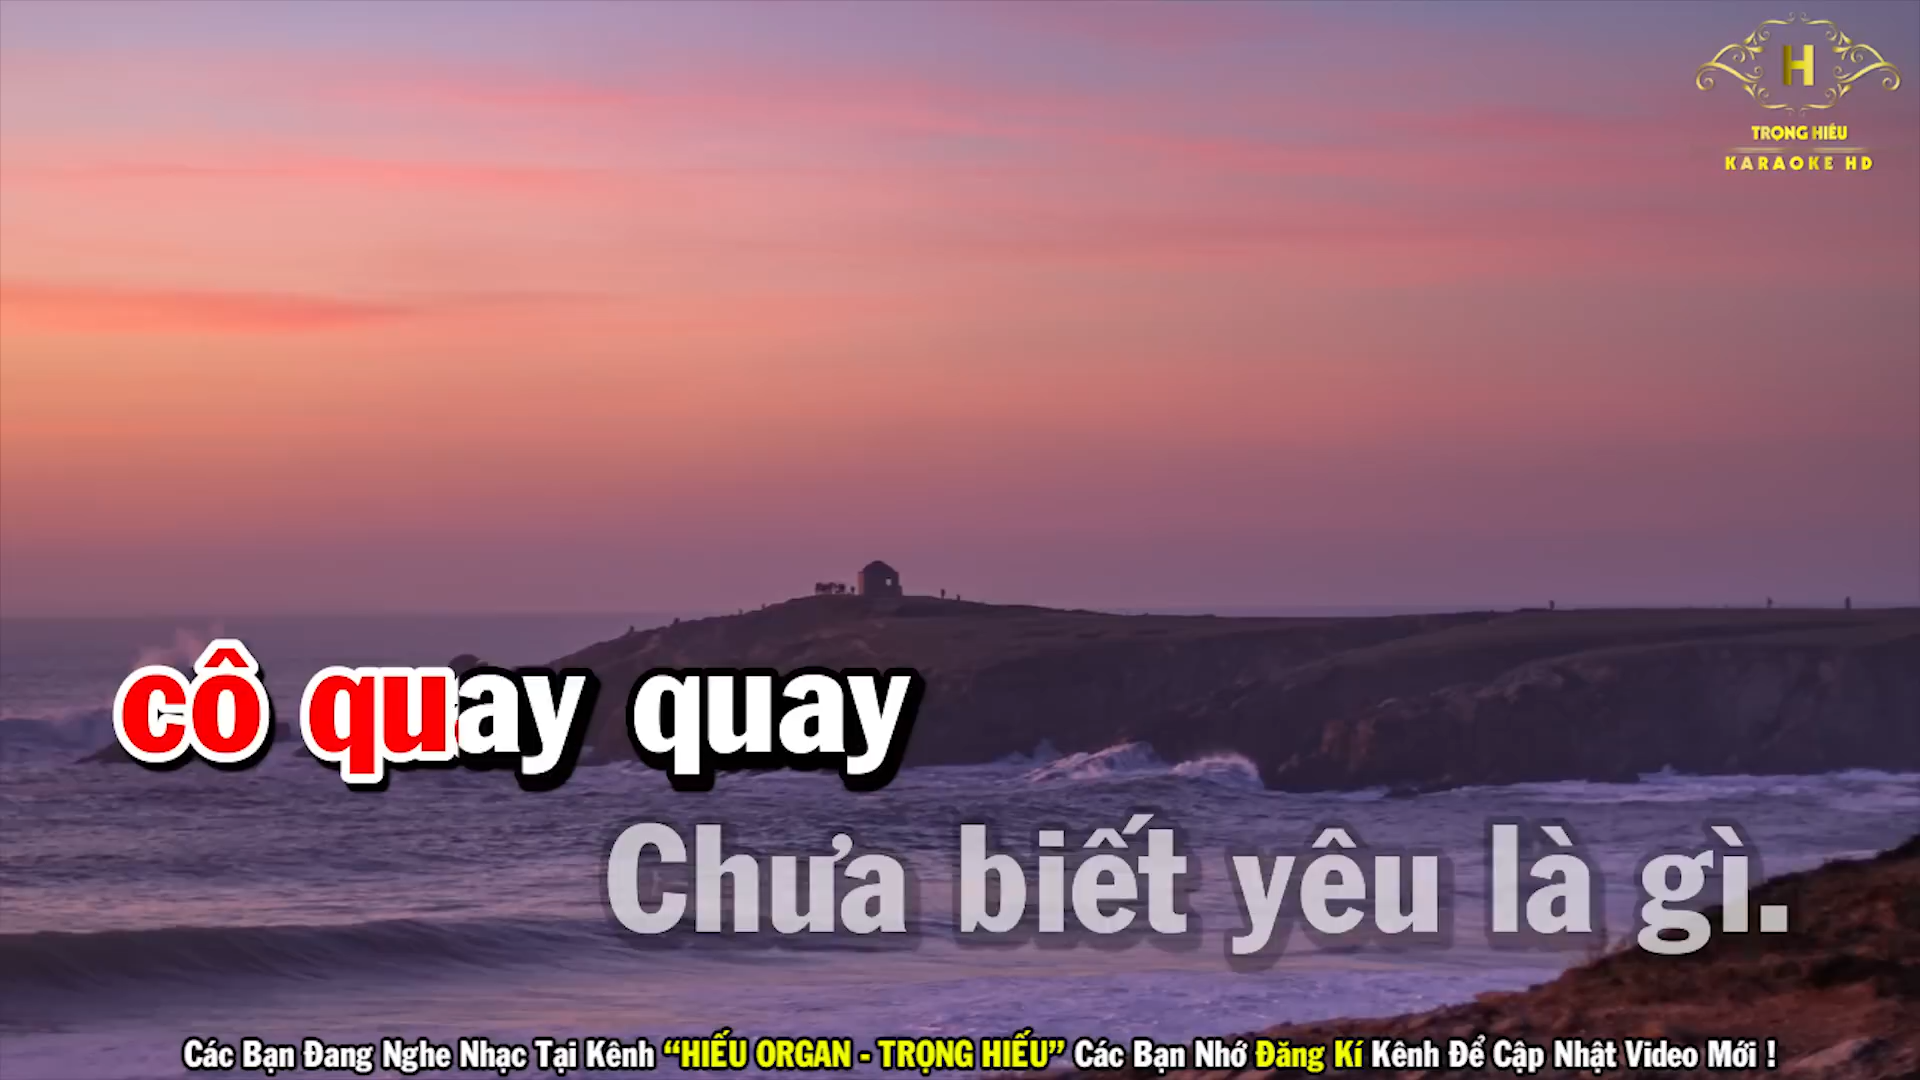 H
TRỌNG HIẾU
KARAOKE HD
cô quay quay
Chưa biết yêu là gì.
Các Bạn Đang Nghe Nhạc Tại Kênh “HIẾU ORGAN - TRỌNG HIẾU” Các Bạn Nhớ Đăng Kí Kênh Để Cập Nhật Video Mới !